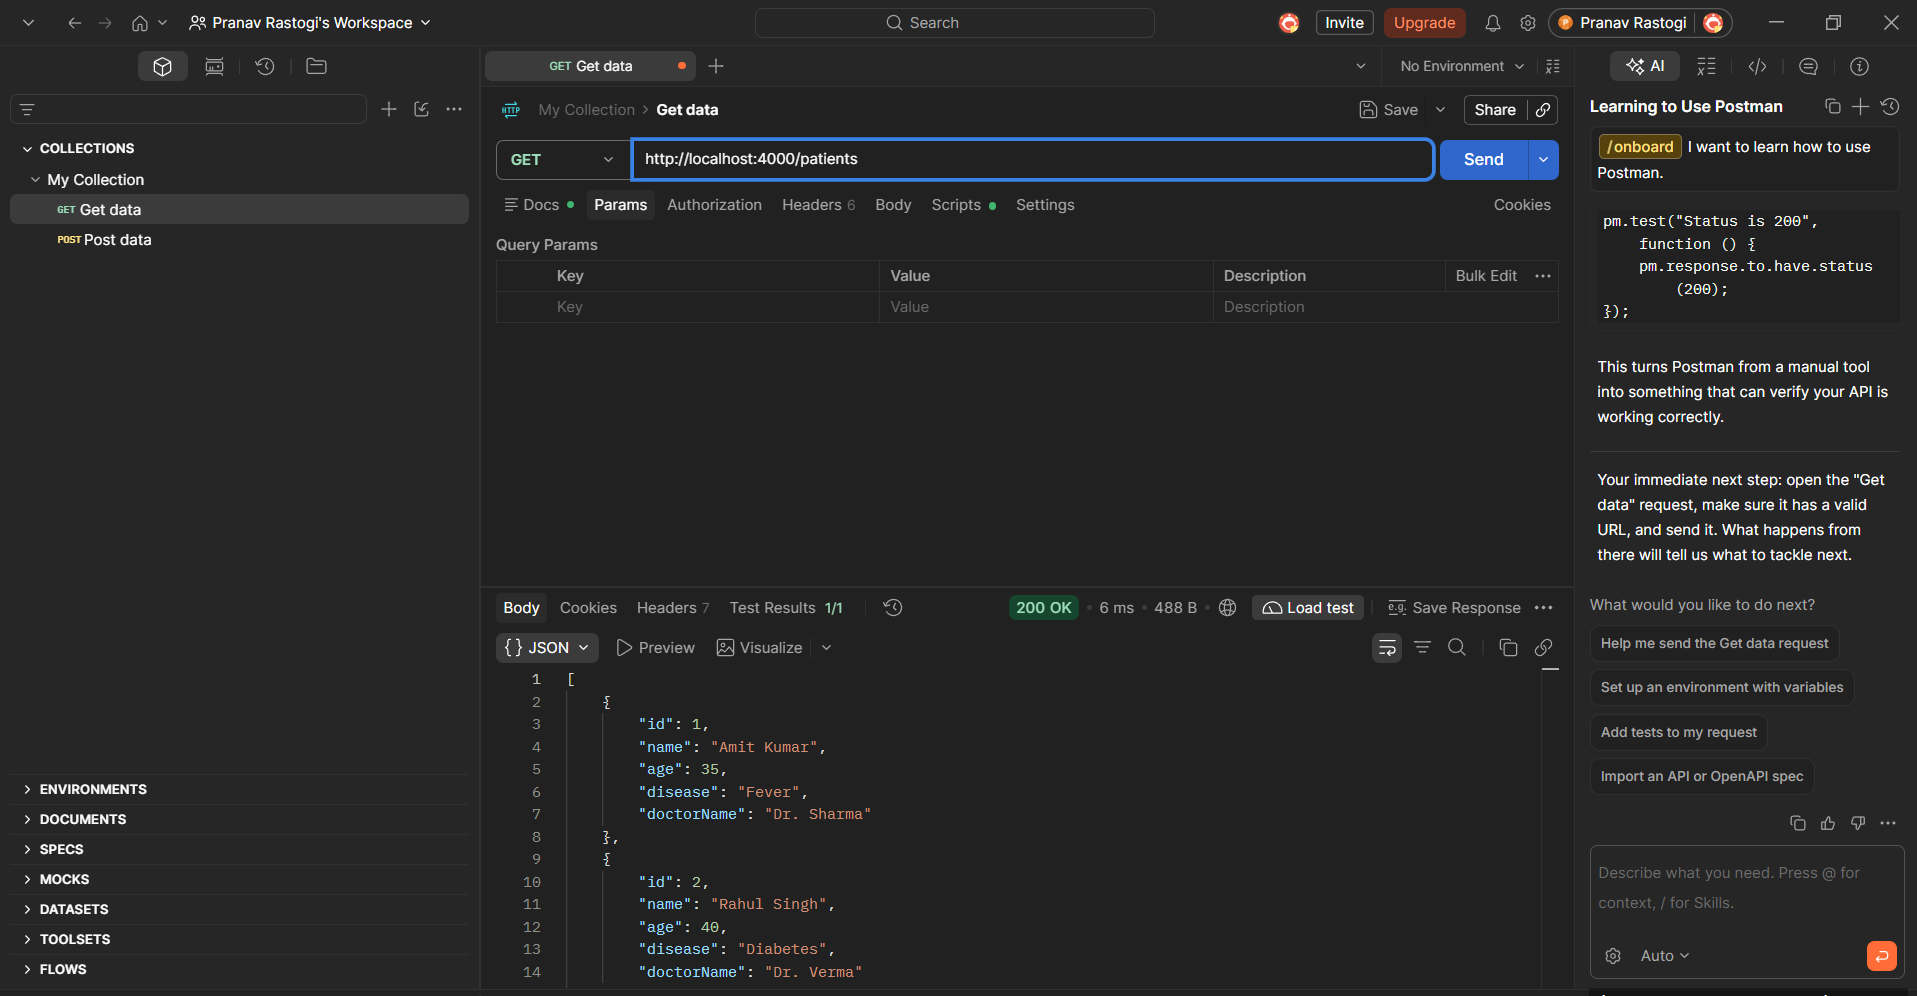 Pranav Rastogi's Workspace
Search
Invite
Upgrade
Pranav Rastogi
GET Get data
No Environment
AI
COLLECTIONS
My Collection
GET Get data
POST Post data
ENVIRONMENTS
DOCUMENTS
SPECS
MOCKS
DATASETS
TOOLSETS
FLOWS
HTTP
My Collection > Get data
Save
Share
GET
http://localhost:4000/patients
Send
Docs
Params
Authorization
Headers 6
Body
Scripts
Settings
Cookies
Query Params
Key Value Description Bulk Edit
Key Value Description
Body
Cookies
Headers 7
Test Results 1/1
200 OK
6 ms
488 B
Load test
e.g. Save Response
{} JSON
Preview
Visualize
1 [
2 {
3 "id": 1,
4 "name": "Amit Kumar",
5 "age": 35,
6 "disease": "Fever",
7 "doctorName": "Dr. Sharma"
8 },
9 {
10 "id": 2,
11 "name": "Rahul Singh",
12 "age": 40,
13 "disease": "Diabetes",
14 "doctorName": "Dr. Verma"
Learning to Use Postman
/onboard I want to learn how to use
Postman.
pm.test("Status is 200",
function () {
pm.response.to.have.status
(200);
});
This turns Postman from a manual tool
into something that can verify your API is
working correctly.
Your immediate next step: open the "Get
data" request, make sure it has a valid
URL, and send it. What happens from
there will tell us what to tackle next.
What would you like to do next?
Help me send the Get data request
Set up an environment with variables
Add tests to my request
Import an API or OpenAPI spec
Describe what you need. Press @ for
context, / for Skills.
Auto